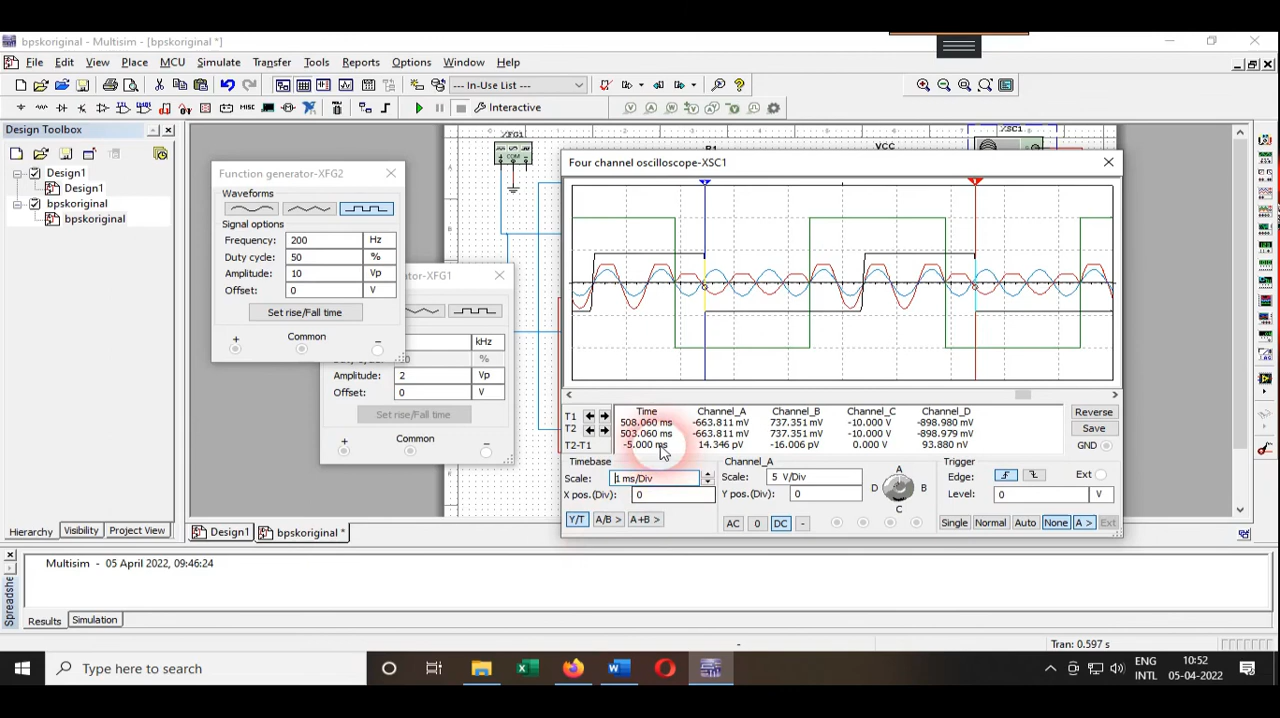 bpskoriginal - Multisim - [bpskoriginal *]
File Edit View Place MCU Simulate Transfer Tools Reports Options Window Help
--- In-Use List ---
Interactive
Design Toolbox
Design1
Design1
bpskoriginal
bpskoriginal
Hierarchy Visibility Project View
XFG1
COM
VCC
XSC1
Function generator-XFG2
Waveforms
Signal options
Frequency: 200 Hz
Duty cycle: 50 %
Amplitude: 10 Vp
Offset: 0 V
Set rise/Fall time
+ Common -
ator-XFG1
kHz
%
Amplitude: 2 Vp
Offset: 0 V
Set rise/Fall time
+ Common -
Four channel oscilloscope-XSC1
Time Channel_A Channel_B Channel_C Channel_D
T1 508.060 ms -663.811 mV 737.351 mV -10.000 V -898.980 mV
T2 503.060 ms -663.811 mV 737.351 mV -10.000 V -898.979 mV
T2-T1 -5.000 ms 14.346 pV -16.006 pV 0.000 V 93.880 nV
Reverse
Save
GND
Timebase
Scale: 1 ms/Div
X pos.(Div): 0
Y/T A/B > A+B >
Channel_A
Scale: 5 V/Div
Y pos.(Div): 0
AC 0 DC -
A
D B
C
Trigger
Edge: Ext
Level: 0 V
Single Normal Auto None A > Ext
Design1 bpskoriginal *
Multisim - 05 April 2022, 09:46:24
Spreadshe
Results Simulation
- Tran: 0.597 s
Type here to search
ENG
INTL
10:52
05-04-2022